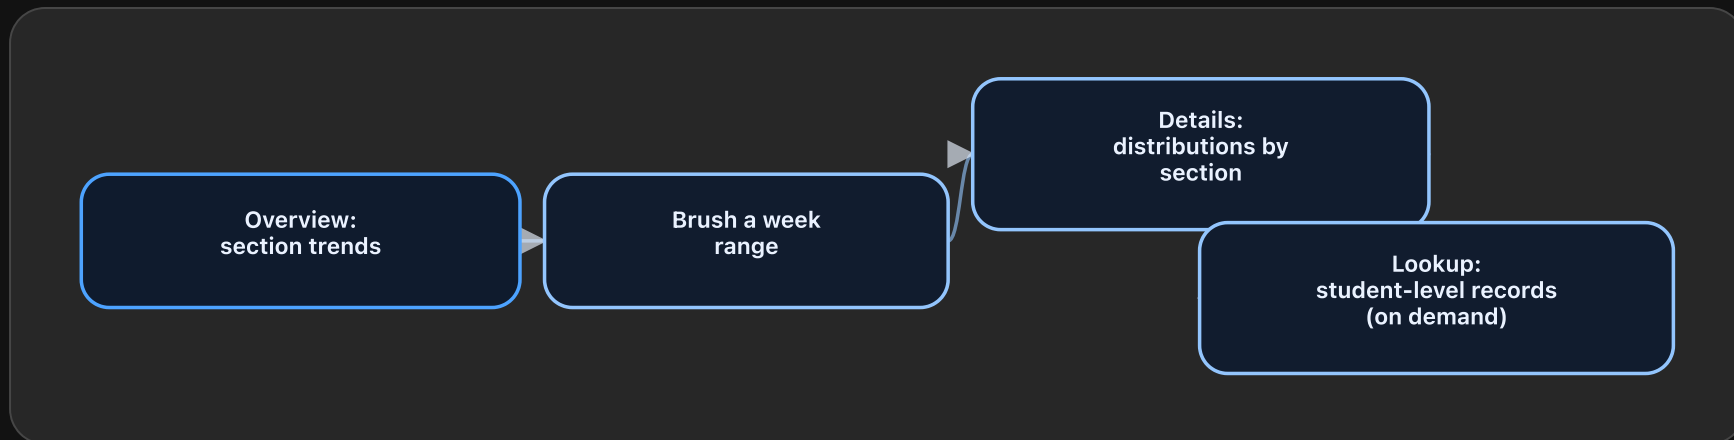 Overview:
section trends
Brush a week
range
Details:
distributions by
section
Lookup:
student-level records
(on demand)